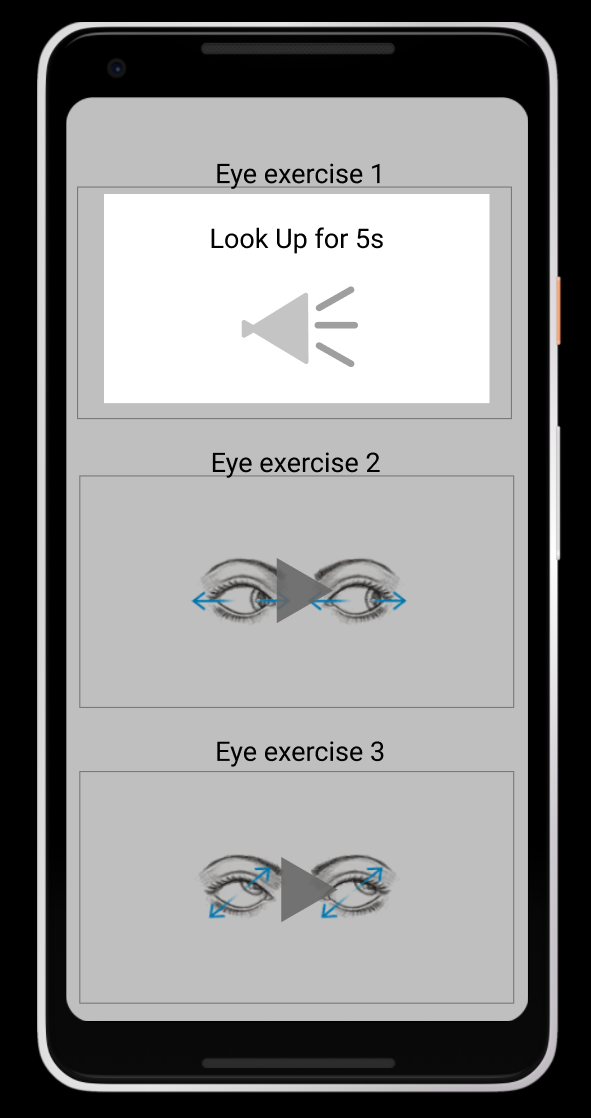 Eye exercise 1
Look Up for 5s
Eye exercise 2
Eye exercise 3